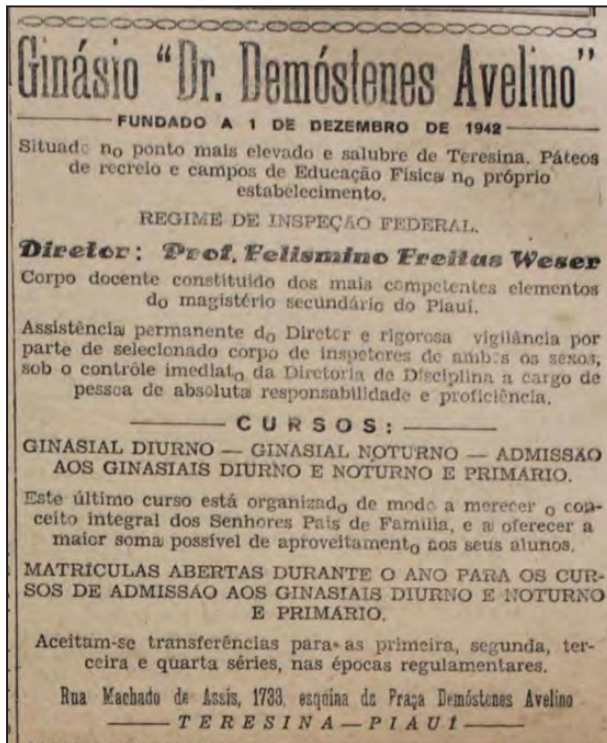 Ginásio "Dr. Demóstenes Avelino"
FUNDADO A 1 DE DEZEMBRO DE 1942
Situado no ponto mais elevado e salubre de Teresina. Páteos
de recreio e campos de Educação Física no próprio
estabelecimento.
REGIME DE INSPEÇÃO FEDERAL.
Diretor: Prof. Felismino Freitas Weser
Corpo docente constituido dos mais competentes elementos
do magistério secundário do Piauí.
Assistência permanente do Diretor e rigorosa vigilância por
parte de selecionado corpo de inspetores de ambos os sexos,
sob o contrôle imediato da Diretoria de Disciplina a cargo de
pessoa de absoluta responsabilidade e proficiência.
CURSOS:
GINASIAL DIURNO — GINASIAL NOTURNO — ADMISSÃO
AOS GINASIAIS DIURNO E NOTURNO E PRIMARIO.
Este último curso está organizado de modo a merecer o con-
ceito integral dos Senhores Pais de Familia, e a oferecer a
maior soma possível de aproveitamento aos seus alunos.
MATRICULAS ABERTAS DURANTE O ANO PARA OS CUR-
SOS DE ADMISSAO AOS GINASIAIS DIURNO E NOTURNO
E PRIMARIO.
Aceitam-se transferências para as primeira, segunda, ter-
ceira e quarta séries, nas épocas regulamentares.
Rua Machado de Assis, 1733, esquina da Praça Demóstenes Avelino
TERESINA — PIAUÍ